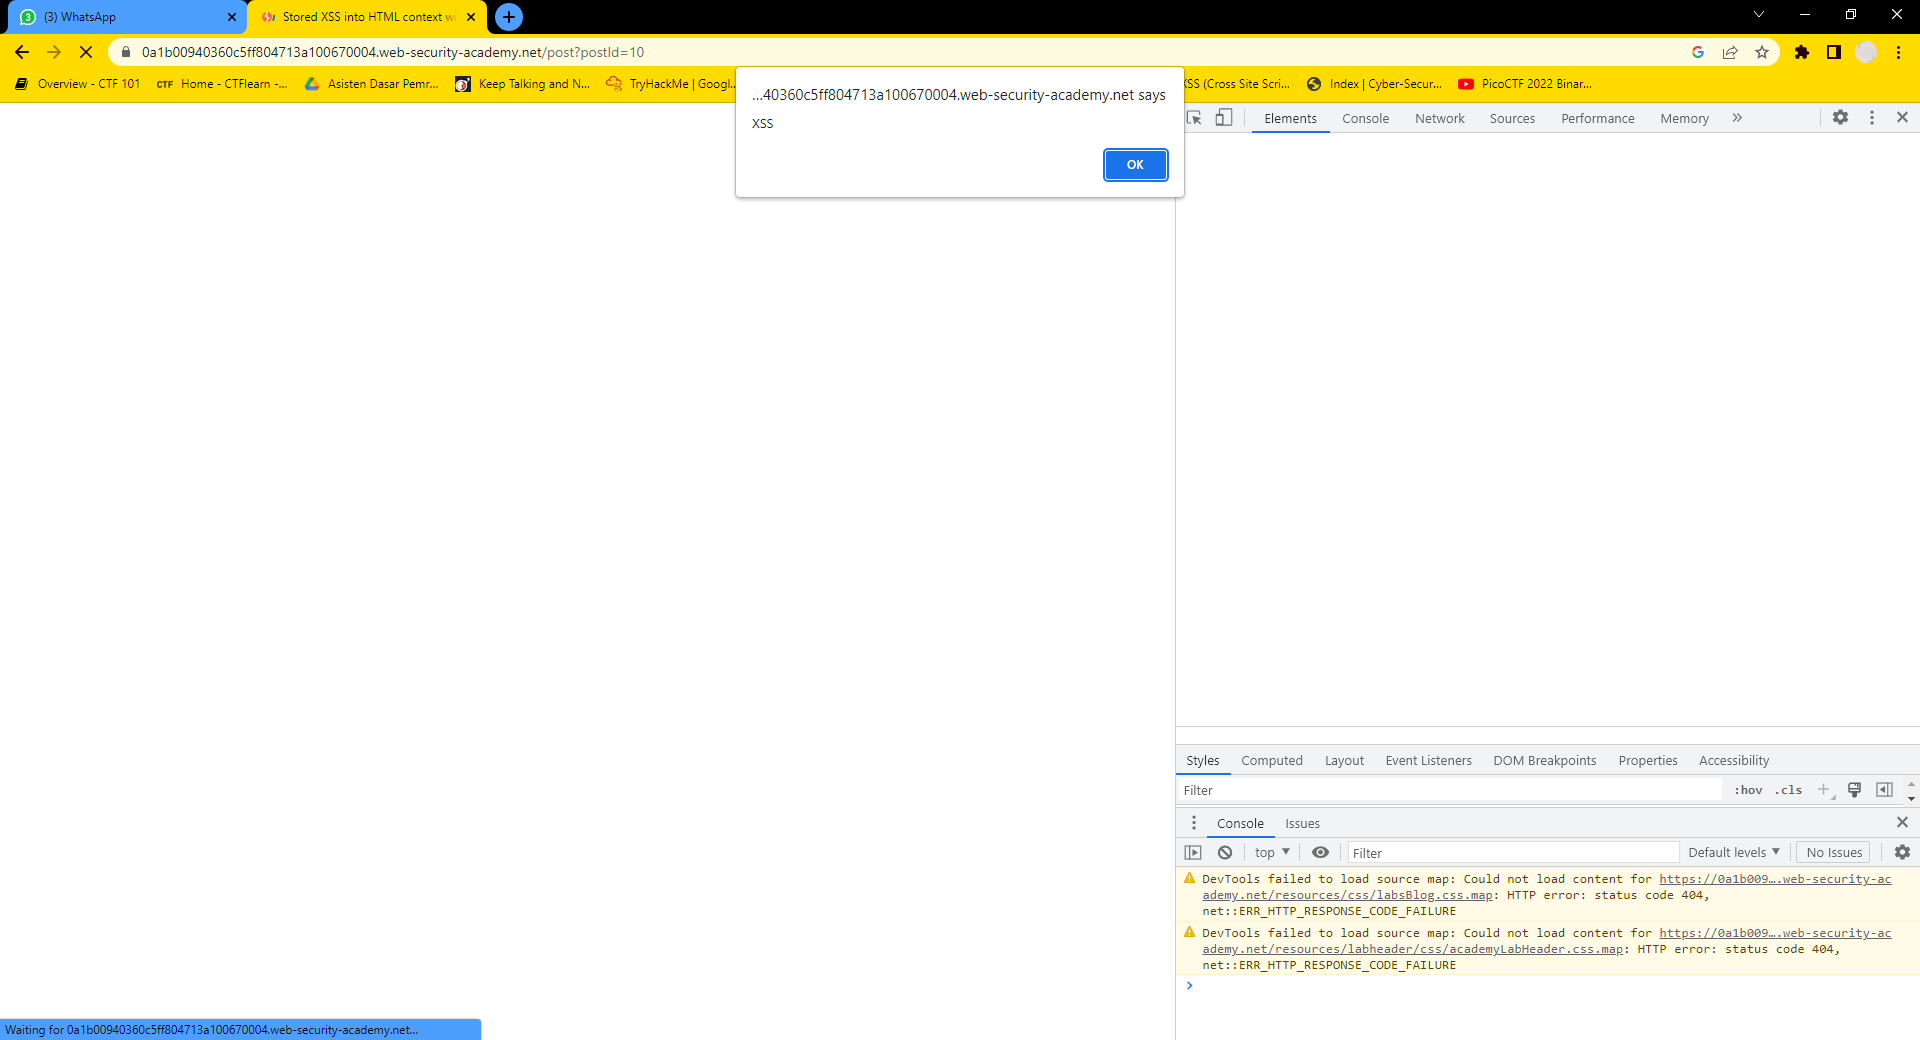 (3) WhatsApp
Stored XSS into HTML context wi
0a1b00940360c5ff804713a100670004.web-security-academy.net/post?postId=10
Overview - CTF 101
CTF Home - CTFlearn -...
Asisten Dasar Pemr...
Keep Talking and N...
TryHackMe | Googl...
XSS (Cross Site Scri...
Index | Cyber-Secur...
PicoCTF 2022 Binar...
...40360c5ff804713a100670004.web-security-academy.net says
XSS
OK
Elements Console Network Sources Performance Memory »
Styles Computed Layout Event Listeners DOM Breakpoints Properties Accessibility
Filter :hov .cls
Console Issues
top Filter Default levels No Issues
DevTools failed to load source map: Could not load content for https://0a1b009….web-security-ac
ademy.net/resources/css/labsBlog.css.map: HTTP error: status code 404,
net::ERR_HTTP_RESPONSE_CODE_FAILURE
DevTools failed to load source map: Could not load content for https://0a1b009….web-security-ac
ademy.net/resources/labheader/css/academyLabHeader.css.map: HTTP error: status code 404,
net::ERR_HTTP_RESPONSE_CODE_FAILURE
Waiting for 0a1b00940360c5ff804713a100670004.web-security-academy.net...